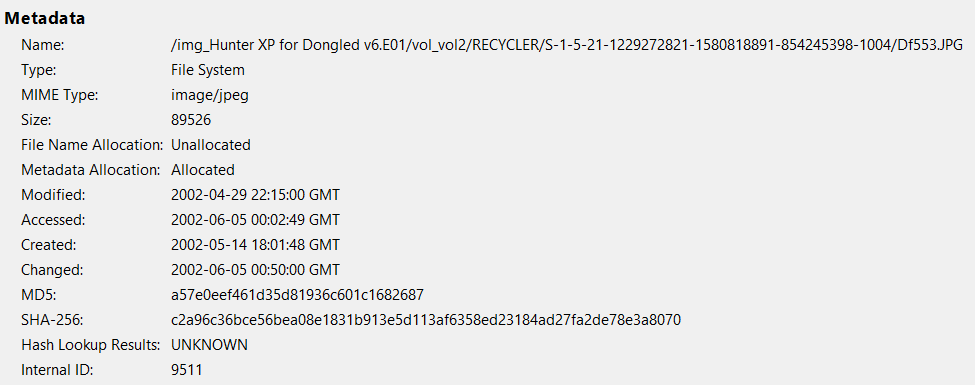 Metadata
Name: /img_Hunter XP for Dongled v6.E01/vol_vol2/RECYCLER/S-1-5-21-1229272821-1580818891-854245398-1004/Df553.JPG
Type: File System
MIME Type: image/jpeg
Size: 89526
File Name Allocation: Unallocated
Metadata Allocation: Allocated
Modified: 2002-04-29 22:15:00 GMT
Accessed: 2002-06-05 00:02:49 GMT
Created: 2002-05-14 18:01:48 GMT
Changed: 2002-06-05 00:50:00 GMT
MD5: a57e0eef461d35d81936c601c1682687
SHA-256: c2a96c36bce56bea08e1831b913e5d113af6358ed23184ad27fa2de78e3a8070
Hash Lookup Results: UNKNOWN
Internal ID: 9511